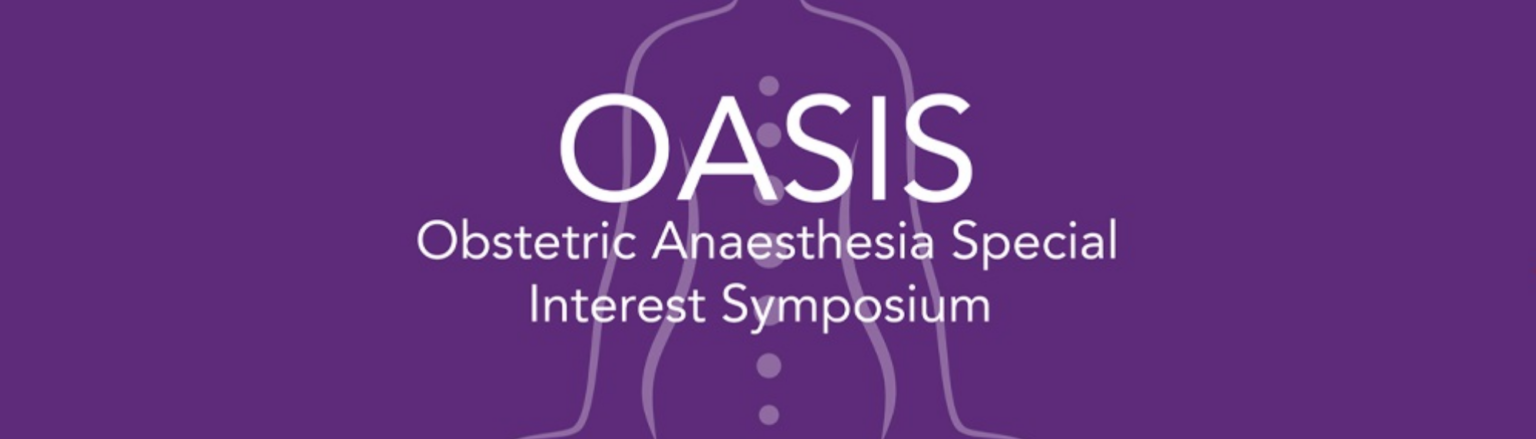 OASIS
Obstetric Anaesthesia Special
Interest Symposium